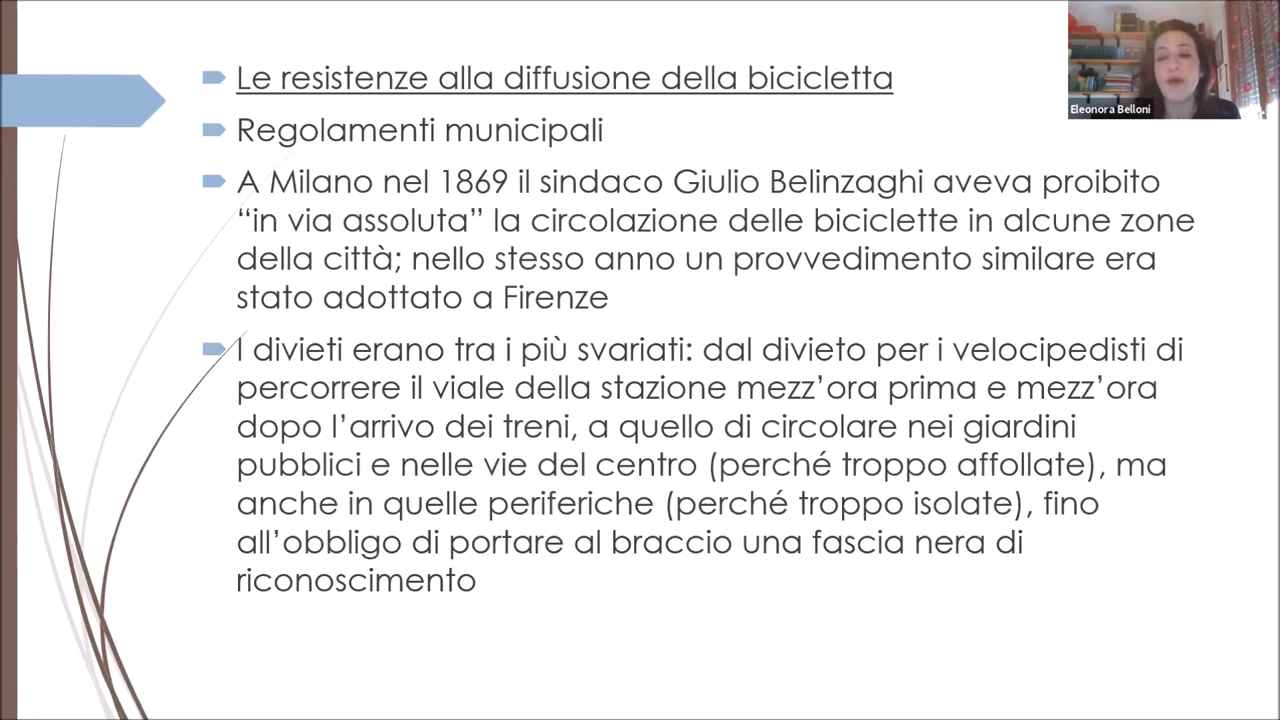 Le resistenze alla diffusione della bicicletta
Regolamenti municipali
A Milano nel 1869 il sindaco Giulio Belinzaghi aveva proibito
“in via assoluta” la circolazione delle biciclette in alcune zone
della città; nello stesso anno un provvedimento similare era
stato adottato a Firenze
I divieti erano tra i più svariati: dal divieto per i velocipedisti di
percorrere il viale della stazione mezz’ora prima e mezz’ora
dopo l’arrivo dei treni, a quello di circolare nei giardini
pubblici e nelle vie del centro (perché troppo affollate), ma
anche in quelle periferiche (perché troppo isolate), fino
all’obbligo di portare al braccio una fascia nera di
riconoscimento
Eleonora Belloni